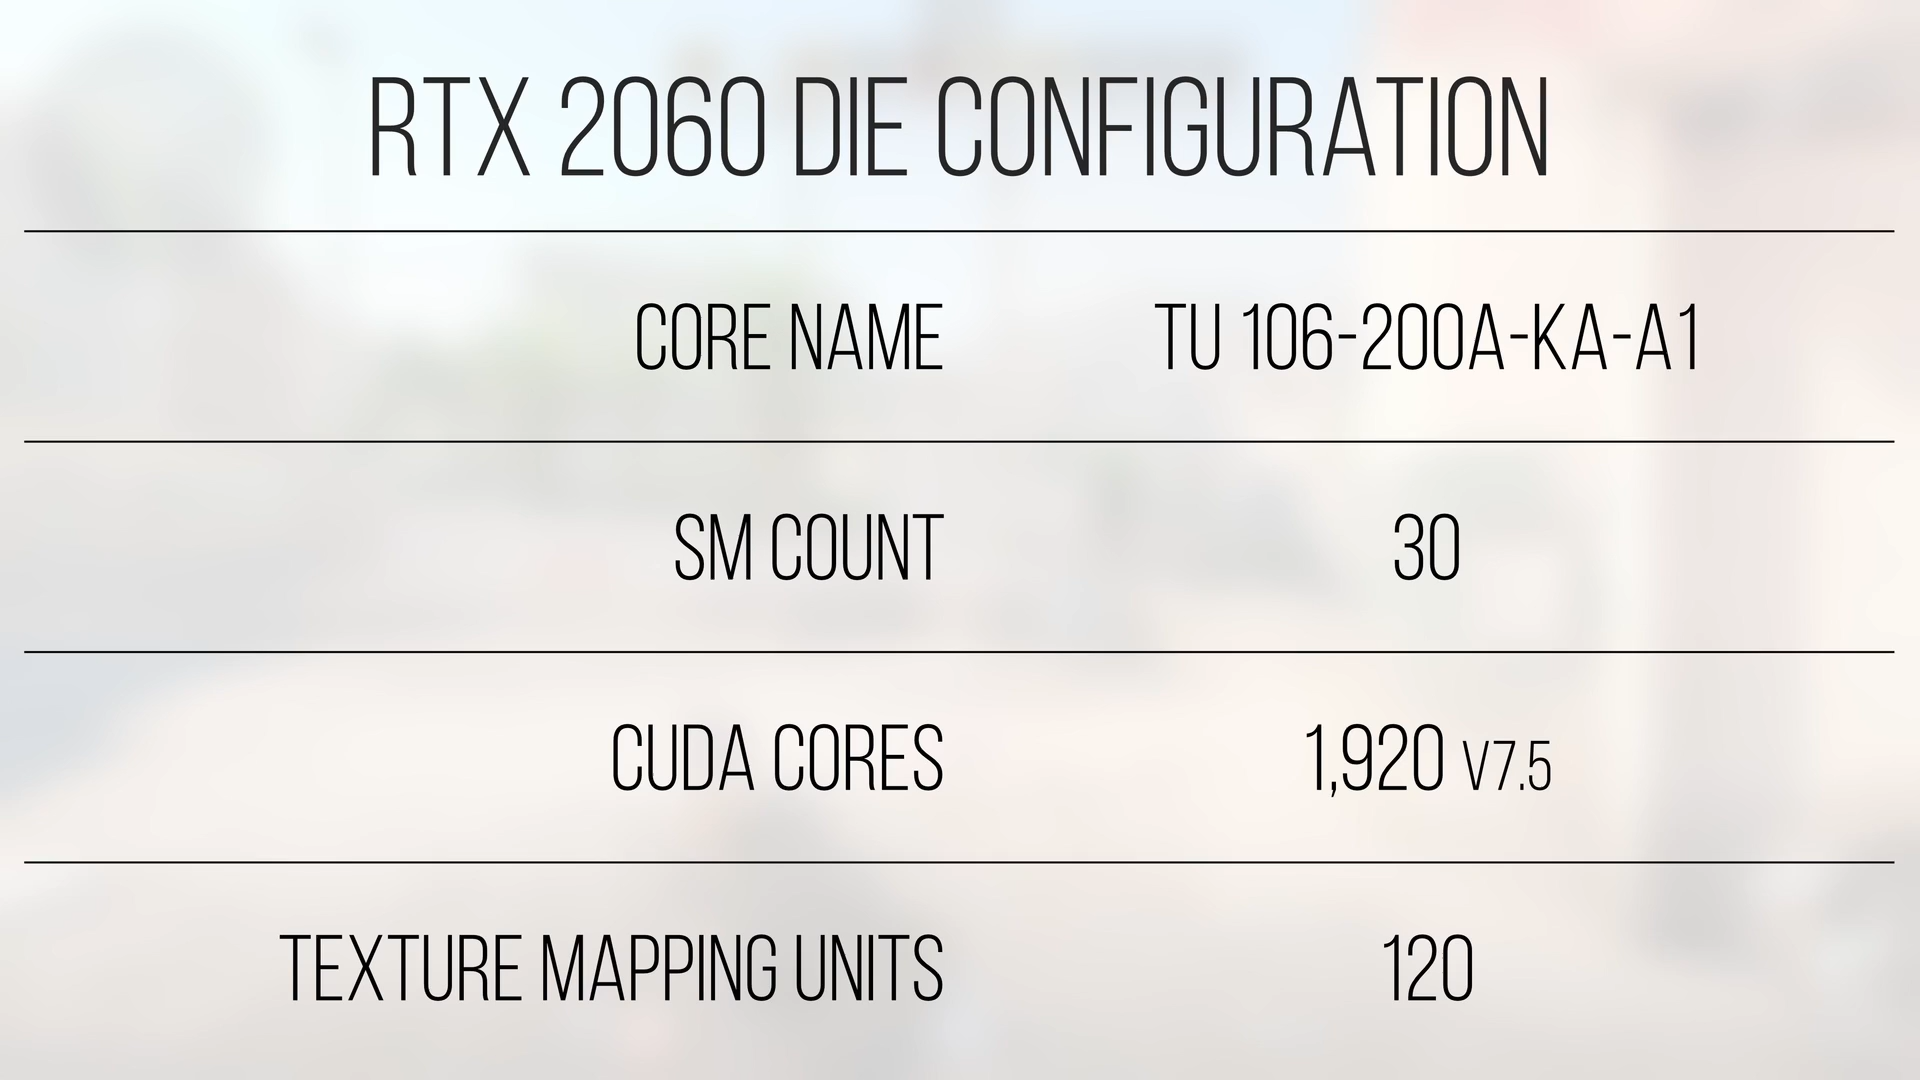 RTX 2060 DIE CONFIGURATION
CORE NAME TU 106-200A-KA-A1
SM COUNT 30
CUDA CORES 1,920 V7.5
TEXTURE MAPPING UNITS 120